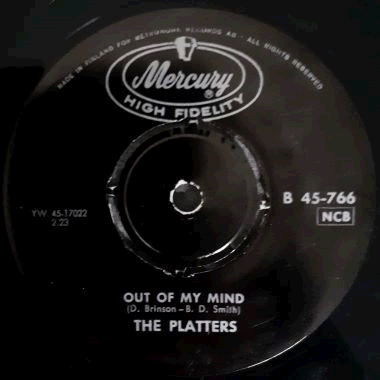 MADE IN FINLAND FOR METRONOME RECORDS AB - ALL RIGHTS RESERVED
Mercury®
HIGH FIDELITY
B 45-766
NCB
YW 45-17022
2.23
OUT OF MY MIND
(D. Brinson - B. D. Smith)
THE PLATTERS